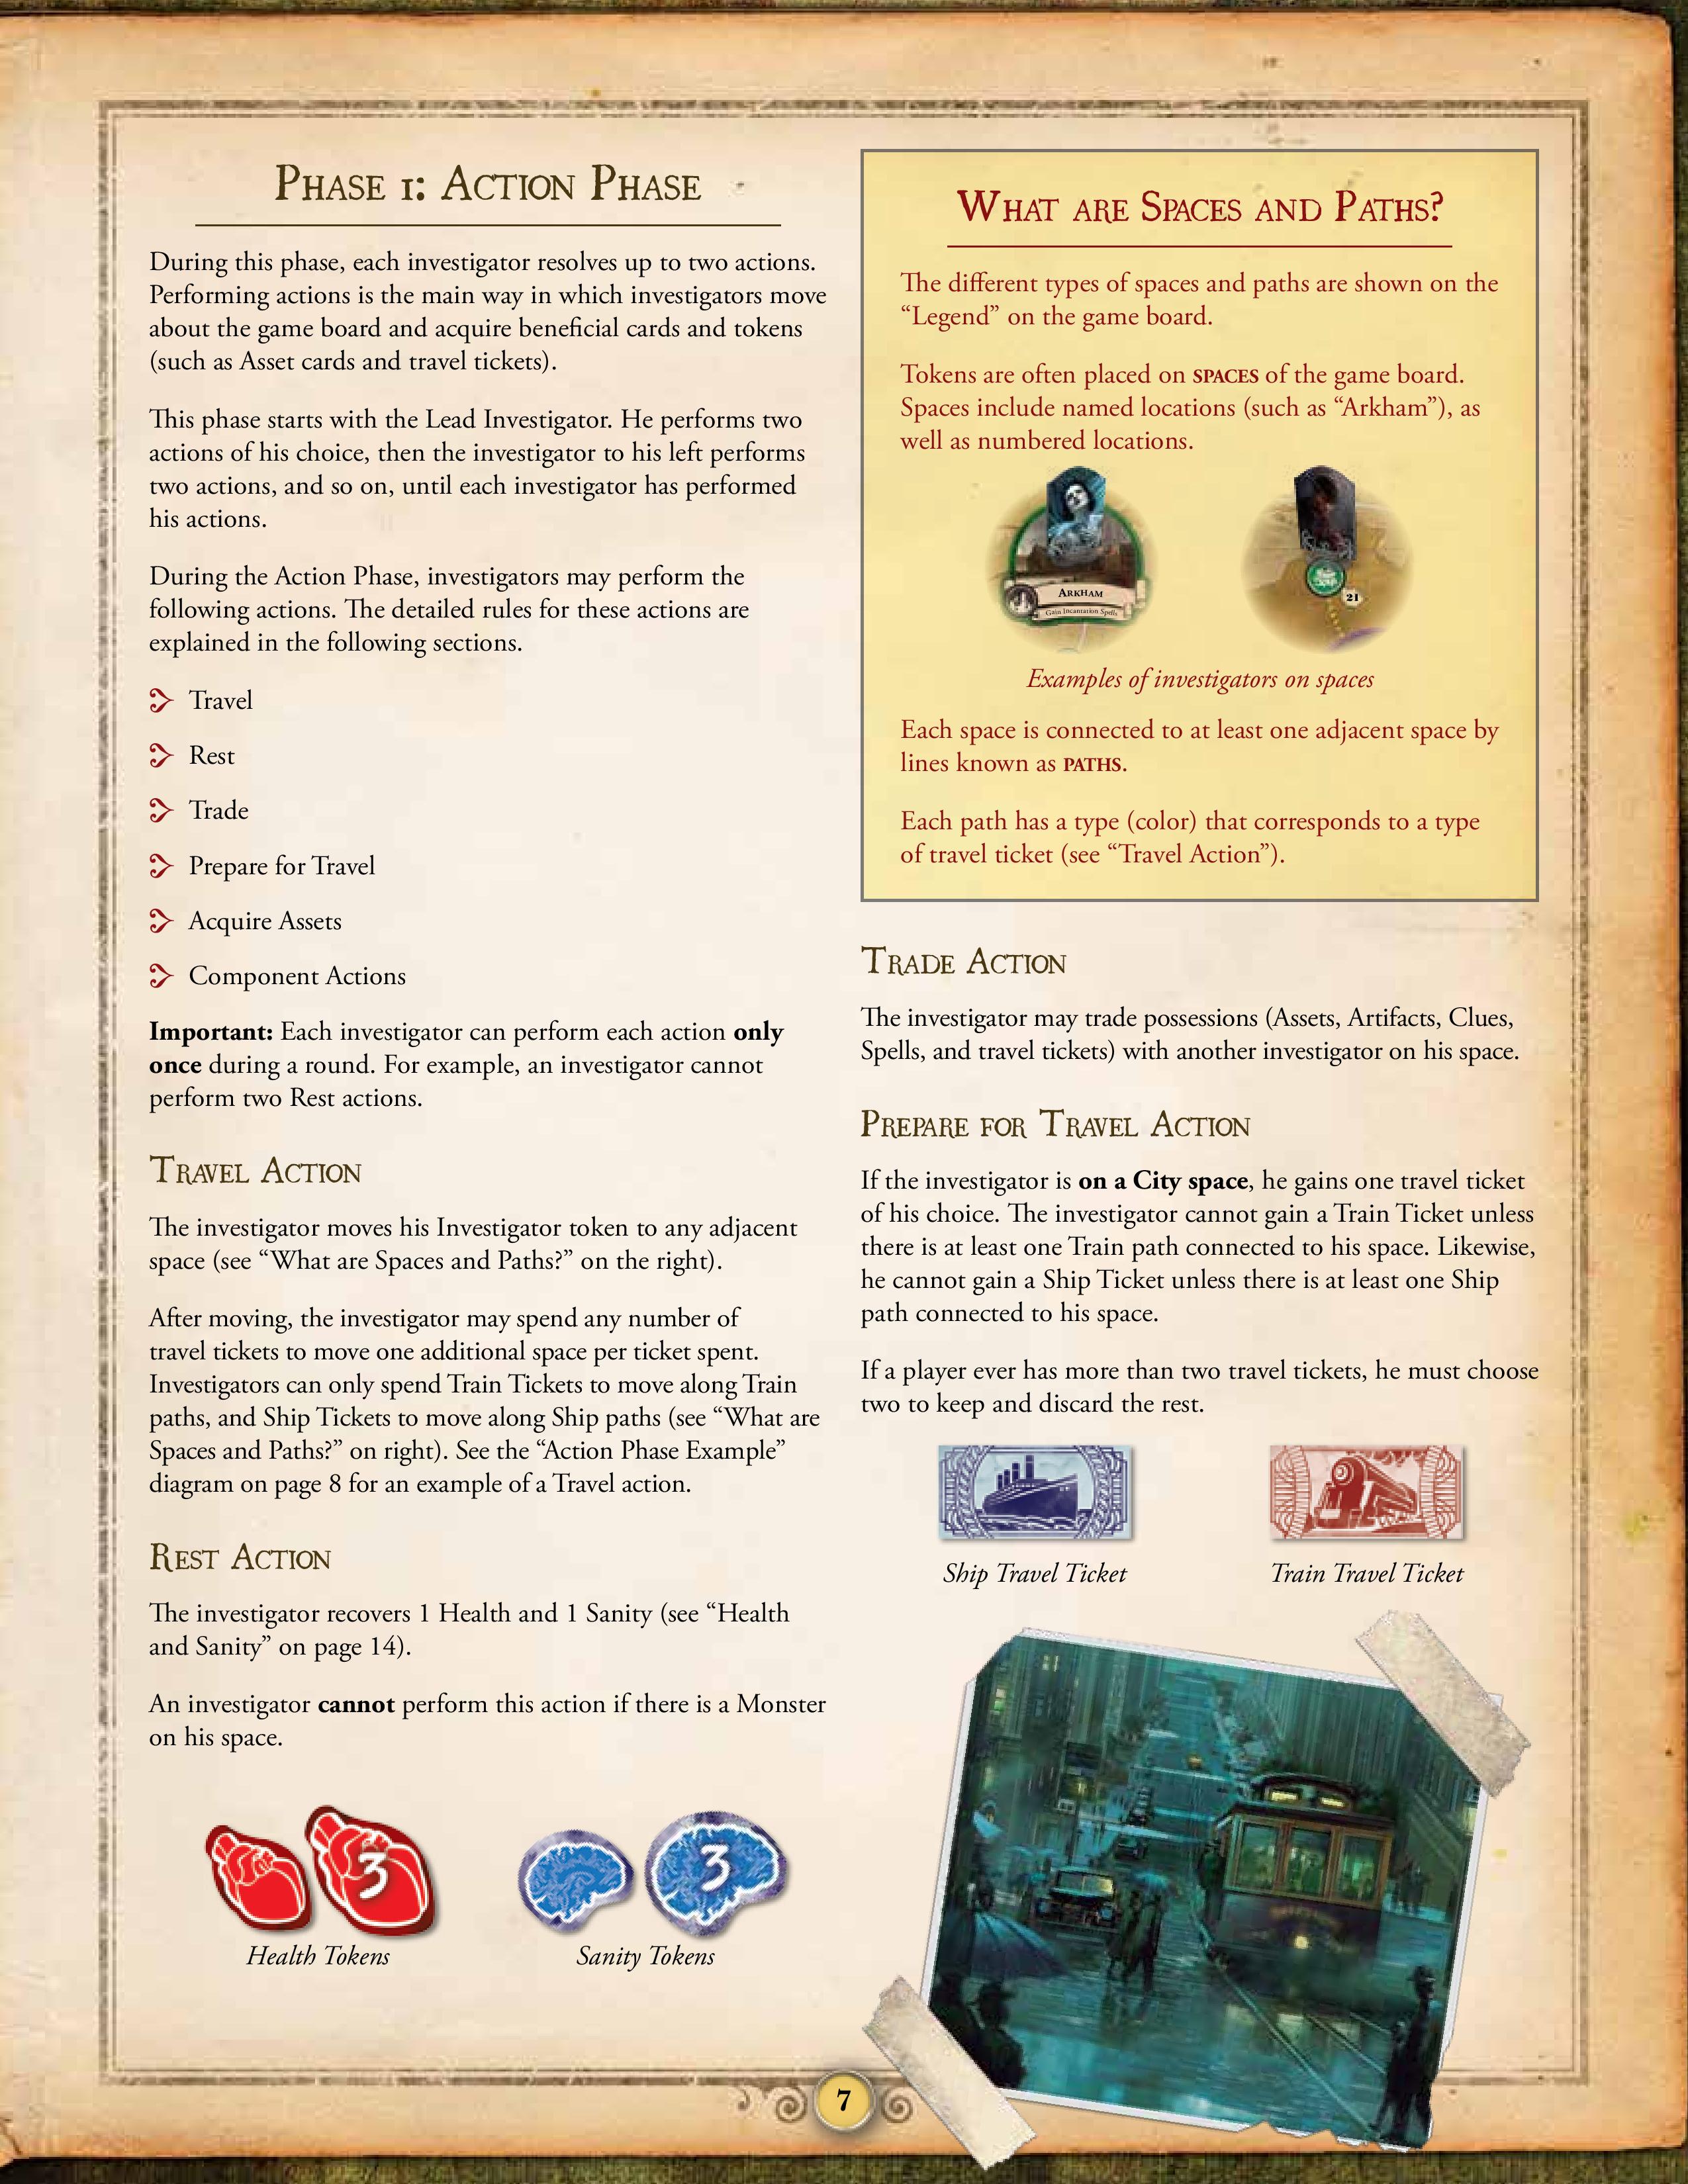 Phase 1: Action Phase
During this phase, each investigator resolves up to two actions.
Performing actions is the main way in which investigators move
about the game board and acquire beneficial cards and tokens
(such as Asset cards and travel tickets).
This phase starts with the Lead Investigator. He performs two
actions of his choice, then the investigator to his left performs
two actions, and so on, until each investigator has performed
his actions.
During the Action Phase, investigators may perform the
following actions. The detailed rules for these actions are
explained in the following sections.
Travel
Rest
Trade
Prepare for Travel
Acquire Assets
Component Actions
Important: Each investigator can perform each action only
once during a round. For example, an investigator cannot
perform two Rest actions.
Travel Action
The investigator moves his Investigator token to any adjacent
space (see “What are Spaces and Paths?” on the right).
After moving, the investigator may spend any number of
travel tickets to move one additional space per ticket spent.
Investigators can only spend Train Tickets to move along Train
paths, and Ship Tickets to move along Ship paths (see “What are
Spaces and Paths?” on right). See the “Action Phase Example”
diagram on page 8 for an example of a Travel action.
Rest Action
The investigator recovers 1 Health and 1 Sanity (see “Health
and Sanity” on page 14).
An investigator cannot perform this action if there is a Monster
on his space.
3
3
Health Tokens
Sanity Tokens
What are Spaces and Paths?
The different types of spaces and paths are shown on the
“Legend” on the game board.
Tokens are often placed on spaces of the game board.
Spaces include named locations (such as “Arkham”), as
well as numbered locations.
Arkham
Gain Incantation Spells
21
Examples of investigators on spaces
Each space is connected to at least one adjacent space by
lines known as paths.
Each path has a type (color) that corresponds to a type
of travel ticket (see “Travel Action”).
Trade Action
The investigator may trade possessions (Assets, Artifacts, Clues,
Spells, and travel tickets) with another investigator on his space.
Prepare for Travel Action
If the investigator is on a City space, he gains one travel ticket
of his choice. The investigator cannot gain a Train Ticket unless
there is at least one Train path connected to his space. Likewise,
he cannot gain a Ship Ticket unless there is at least one Ship
path connected to his space.
If a player ever has more than two travel tickets, he must choose
two to keep and discard the rest.
Ship Travel Ticket
Train Travel Ticket
7